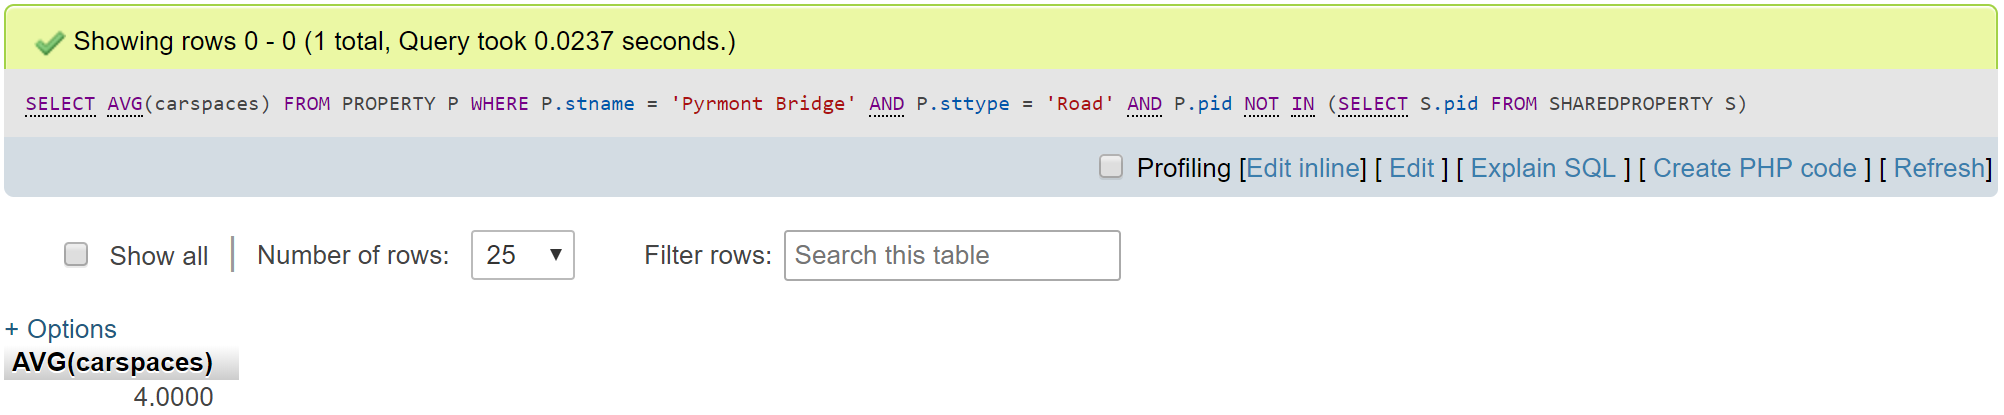 Showing rows 0 - 0 (1 total, Query took 0.0237 seconds.)
SELECT AVG(carspaces) FROM PROPERTY P WHERE P.stname = 'Pyrmont Bridge' AND P.sttype = 'Road' AND P.pid NOT IN (SELECT S.pid FROM SHAREDPROPERTY S)
Profiling [Edit inline] [ Edit ] [ Explain SQL ] [ Create PHP code ] [ Refresh]
Show all Number of rows: 25 Filter rows: Search this table
+ Options
AVG(carspaces)
4.0000